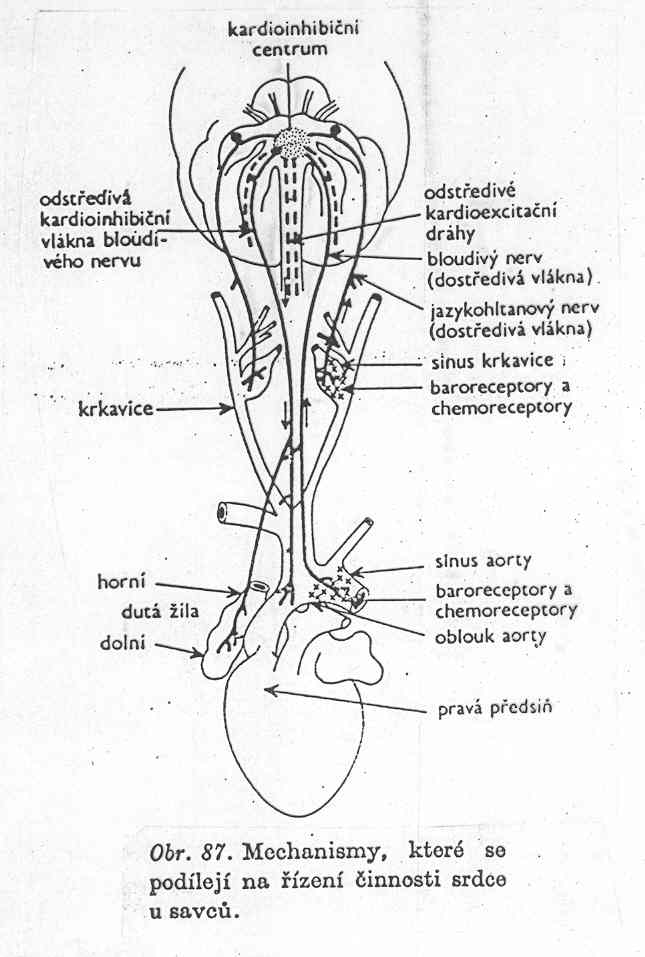 kardioinhibiční
centrum
odstředivá
kardioinhibiční
vlákna bloudi-
vého nervu
odstředivé
kardioexcitační
dráhy
bloudivý nerv
(dostředivá vlákna)
jazykohltanový nerv
(dostředivá vlákna)
sinus krkavice
baroreceptory a
chemoreceptory
krkavice
sinus aorty
baroreceptory a
chemoreceptory
oblouk aorty
horní
dutá žíla
dolní
pravá předsíň
Obr. 87. Mechanismy, které se
podílejí na řízení činnosti srdce
u savců.